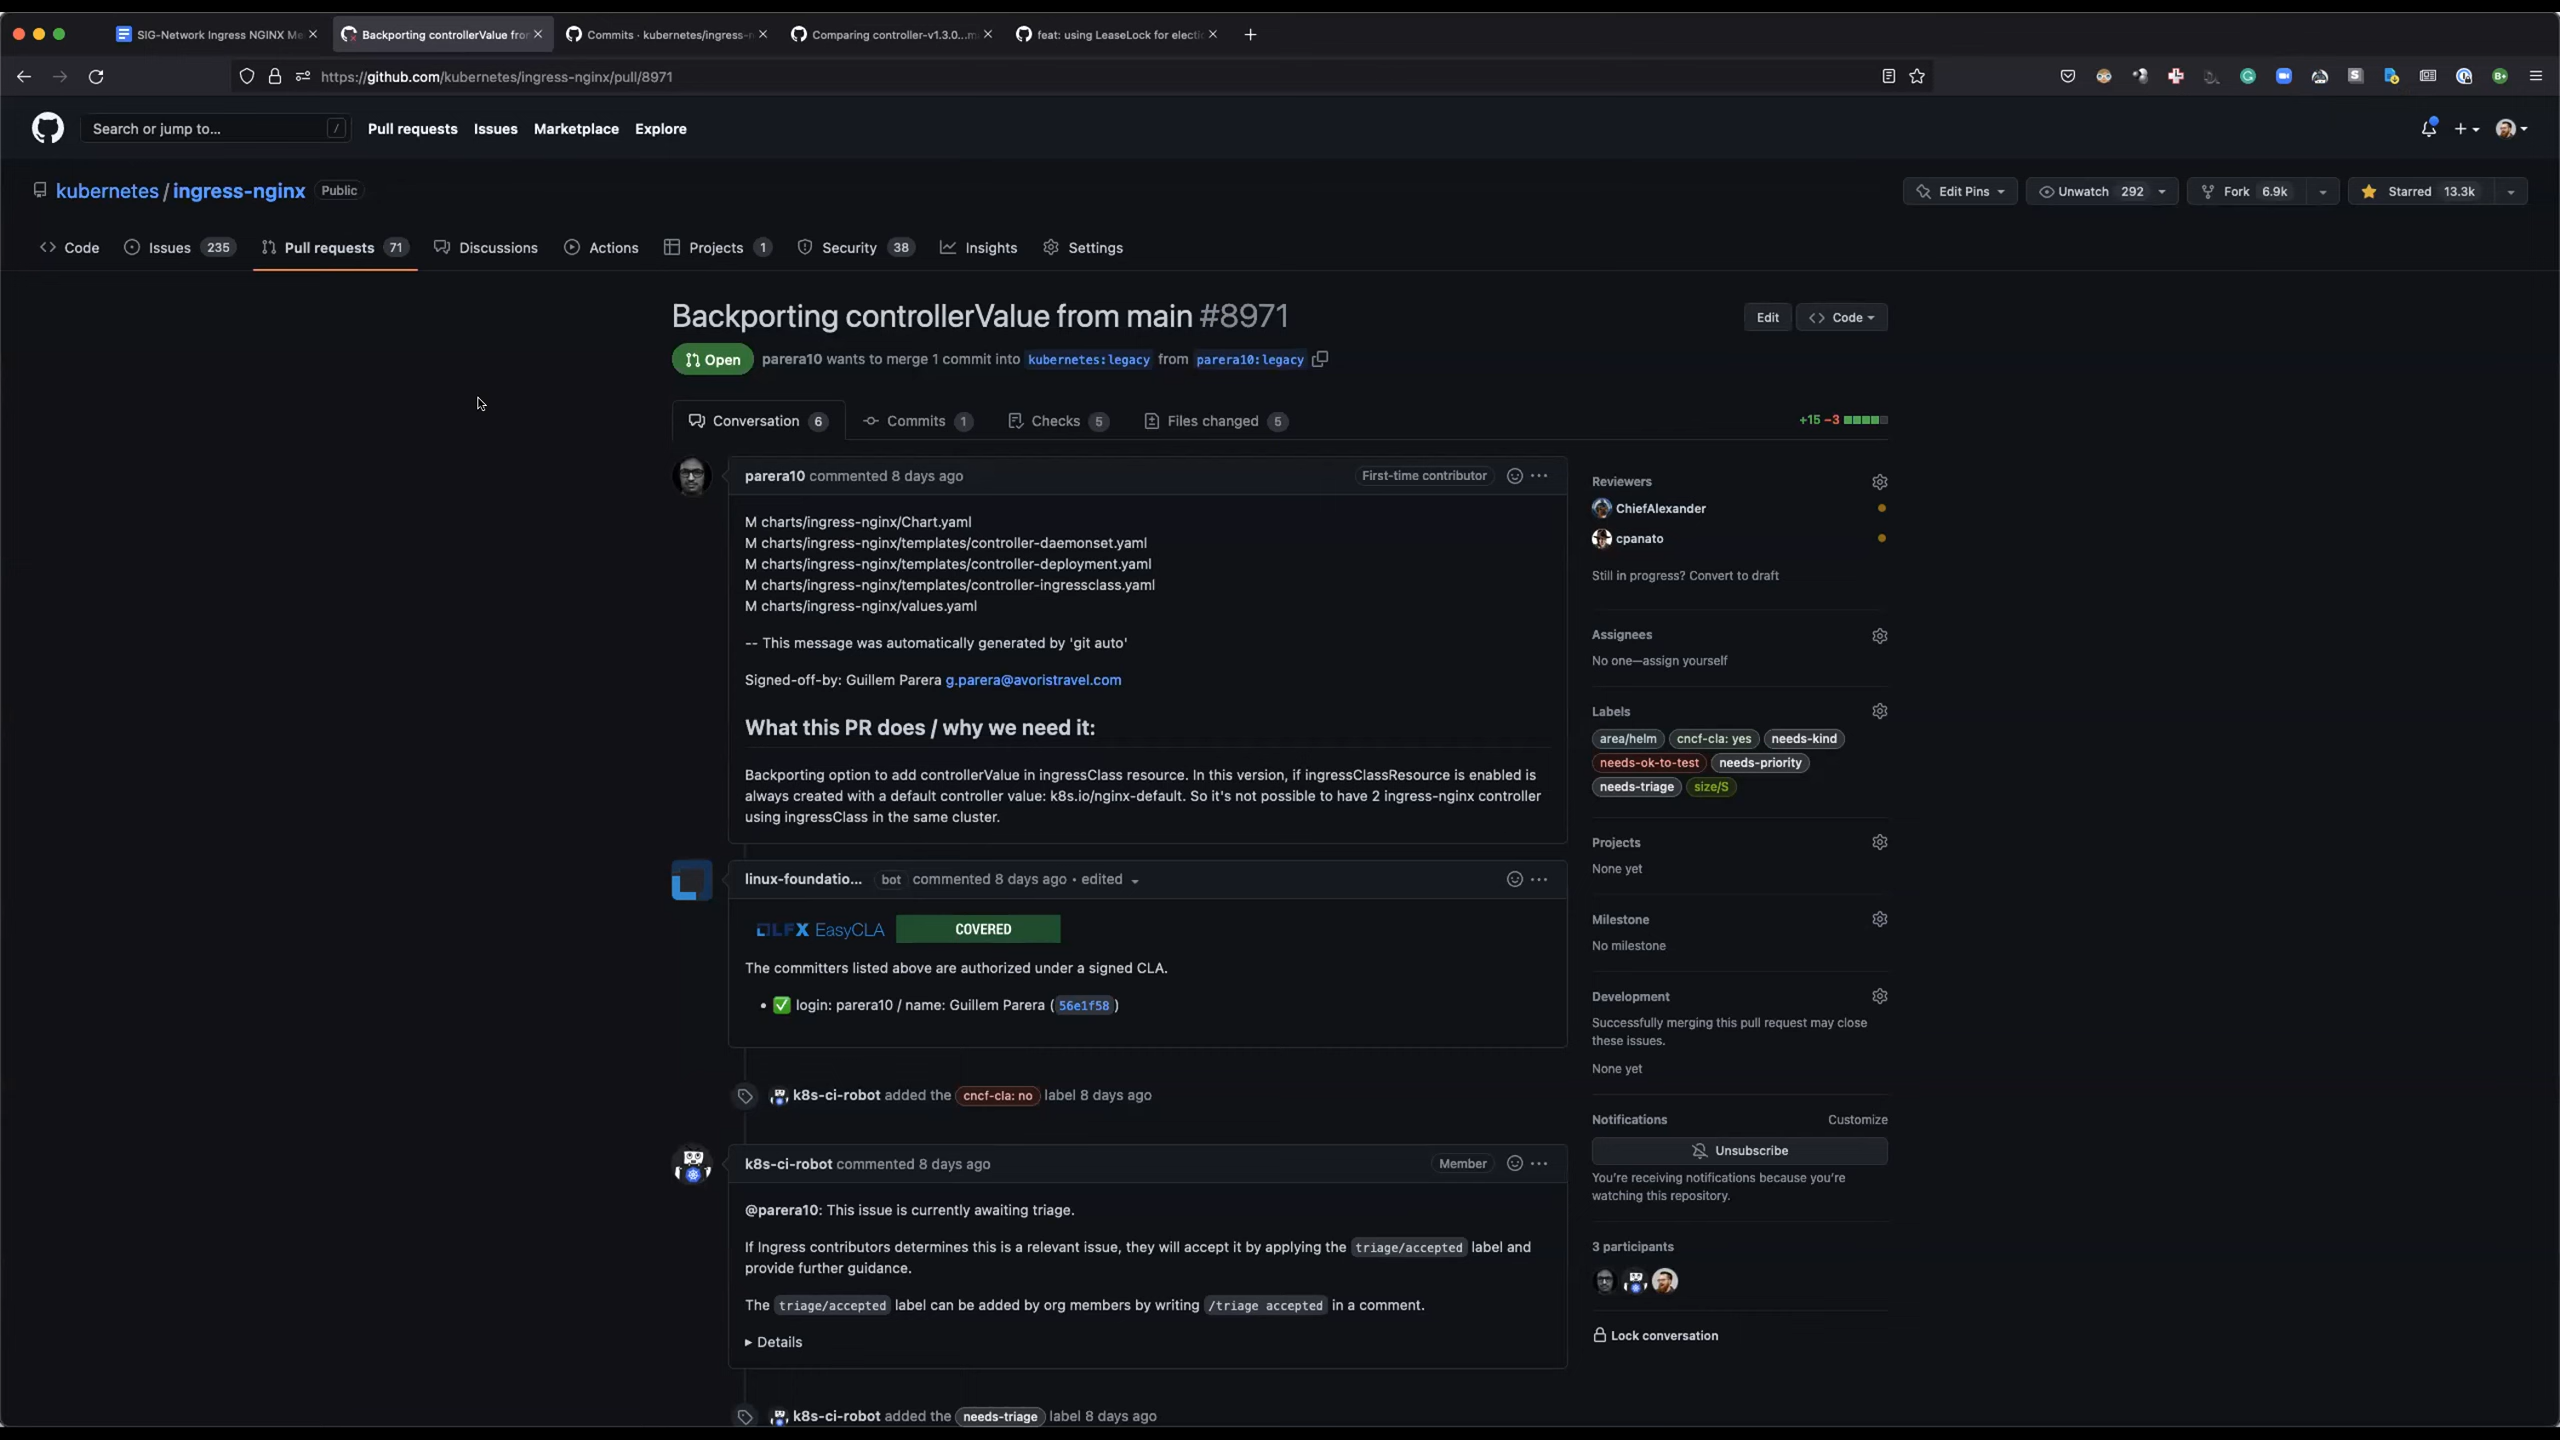 SIG-Network Ingress NGINX Me
Backporting controllerValue fro
Commits · kubernetes/ingress-n
Comparing controller-v1.3.0...m
feat: using LeaseLock for electi
https://github.com/kubernetes/ingress-nginx/pull/8971
Search or jump to... /
Pull requests Issues Marketplace Explore
kubernetes / ingress-nginx Public
Edit Pins Unwatch 292 Fork 6.9k Starred 13.3k
Code Issues 235 Pull requests 71 Discussions Actions Projects 1 Security 38 Insights Settings
Backporting controllerValue from main #8971
Edit Code
Open parera10 wants to merge 1 commit into kubernetes:legacy from parera10:legacy
Conversation 6 Commits 1 Checks 5 Files changed 5
+15 −3
parera10 commented 8 days ago First-time contributor
M charts/ingress-nginx/Chart.yaml
M charts/ingress-nginx/templates/controller-daemonset.yaml
M charts/ingress-nginx/templates/controller-deployment.yaml
M charts/ingress-nginx/templates/controller-ingressclass.yaml
M charts/ingress-nginx/values.yaml
-- This message was automatically generated by 'git auto'
Signed-off-by: Guillem Parera g.parera@avoristravel.com
What this PR does / why we need it:
Backporting option to add controllerValue in ingressClass resource. In this version, if ingressClassResource is enabled is
always created with a default controller value: k8s.io/nginx-default. So it's not possible to have 2 ingress-nginx controller
using ingressClass in the same cluster.
linux-foundatio... bot commented 8 days ago • edited
LFX EasyCLA COVERED
The committers listed above are authorized under a signed CLA.
• ✅ login: parera10 / name: Guillem Parera ( 56e1f58 )
k8s-ci-robot added the cncf-cla: no label 8 days ago
k8s-ci-robot commented 8 days ago Member
@parera10: This issue is currently awaiting triage.
If Ingress contributors determines this is a relevant issue, they will accept it by applying the triage/accepted label and
provide further guidance.
The triage/accepted label can be added by org members by writing /triage accepted in a comment.
Details
k8s-ci-robot added the needs-triage label 8 days ago
Reviewers
ChiefAlexander
cpanato
Still in progress? Convert to draft
Assignees
No one—assign yourself
Labels
area/helm cncf-cla: yes needs-kind
needs-ok-to-test needs-priority
needs-triage size/S
Projects
None yet
Milestone
No milestone
Development
Successfully merging this pull request may close
these issues.
None yet
Notifications Customize
Unsubscribe
You're receiving notifications because you're
watching this repository.
3 participants
Lock conversation